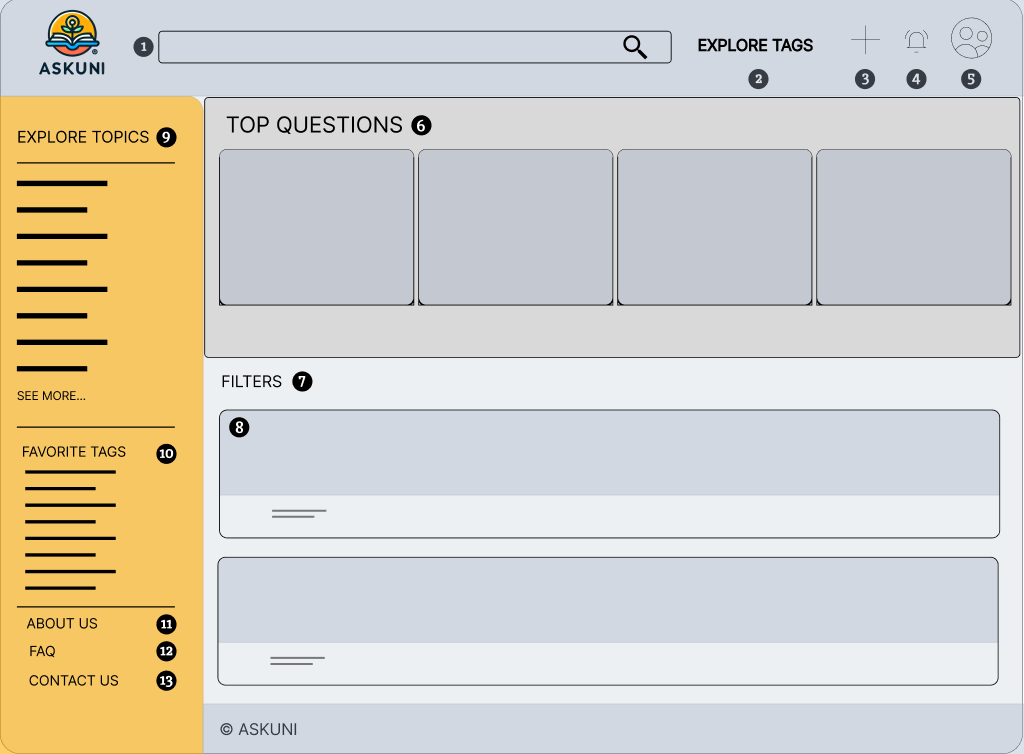 ASKUNI
1
EXPLORE TAGS
2
3
4
5
EXPLORE TOPICS 9
SEE MORE...
FAVORITE TAGS 10
ABOUT US 11
FAQ 12
CONTACT US 13
TOP QUESTIONS 6
FILTERS 7
8
© ASKUNI